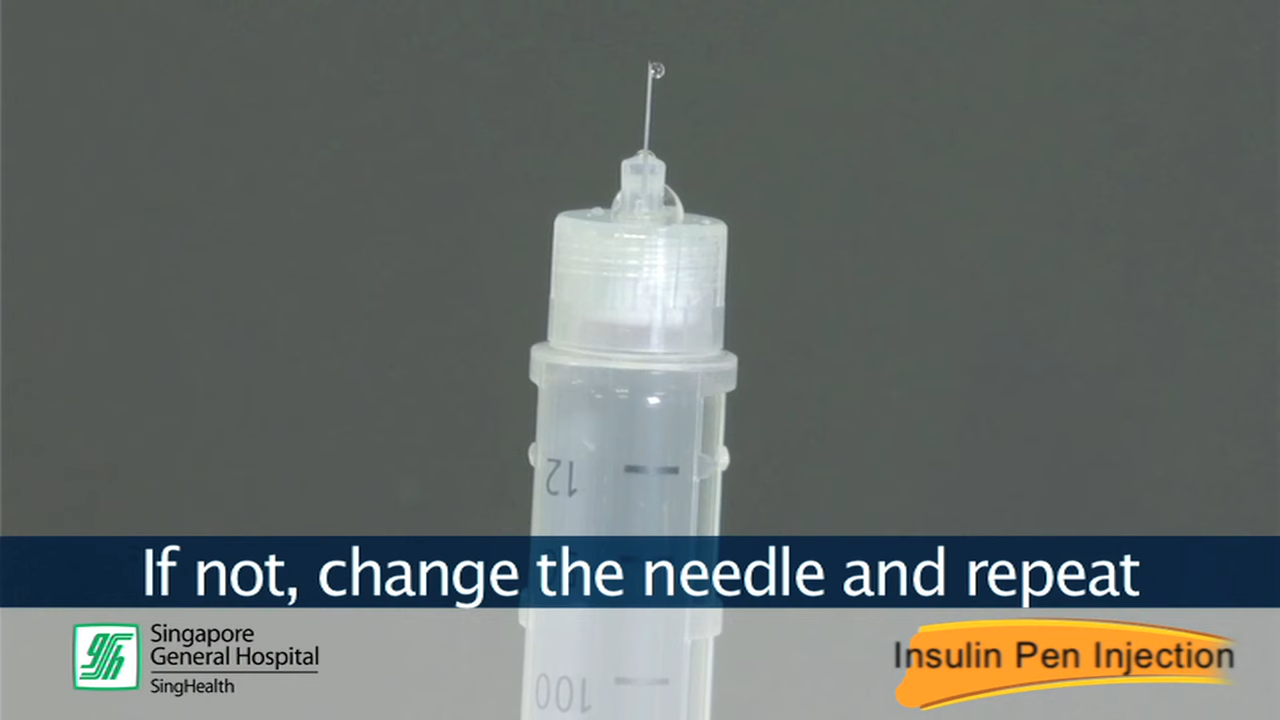 12
If not, change the needle and repeat
100
Singapore
General Hospital
SingHealth
Insulin Pen Injection